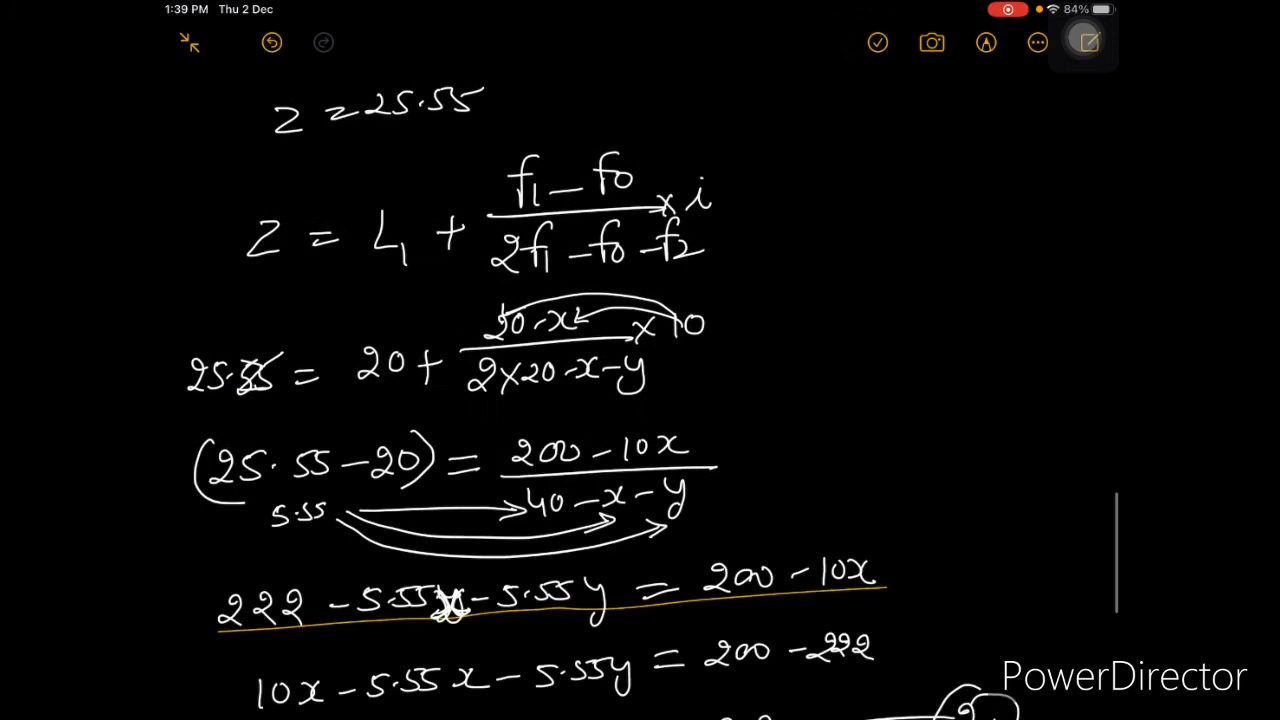 1:39 PM Thu 2 Dec
84%
z = 25.55
z = L1 + f1 - f0 / 2f1 - f0 - f2 x i
25.55 = 20 + 20 - x / 2x20 - x - y x 10
(25.55 - 20) = 200 - 10x / 40 - x - y
5.55
222 - 5.55x - 5.55y = 200 - 10x
10x - 5.55x - 5.55y = 200 - 222
PowerDirector